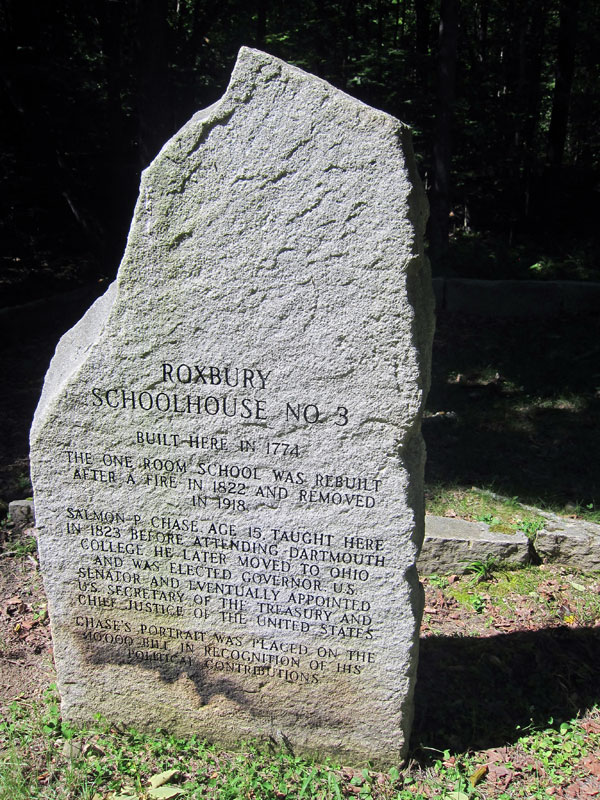 ROXBURY
SCHOOLHOUSE NO. 3
BUILT HERE IN 1774
THE ONE ROOM SCHOOL WAS REBUILT
AFTER A FIRE IN 1822 AND REMOVED
IN 1918.
SALMON P. CHASE, AGE 15, TAUGHT HERE
IN 1823 BEFORE ATTENDING DARTMOUTH
COLLEGE. HE LATER MOVED TO OHIO
AND WAS ELECTED GOVERNOR, U.S.
SENATOR AND EVENTUALLY APPOINTED
U.S. SECRETARY OF THE TREASURY AND
CHIEF JUSTICE OF THE UNITED STATES.
CHASE'S PORTRAIT WAS PLACED ON THE
$10,000 BILL IN RECOGNITION OF HIS
POLITICAL CONTRIBUTIONS.